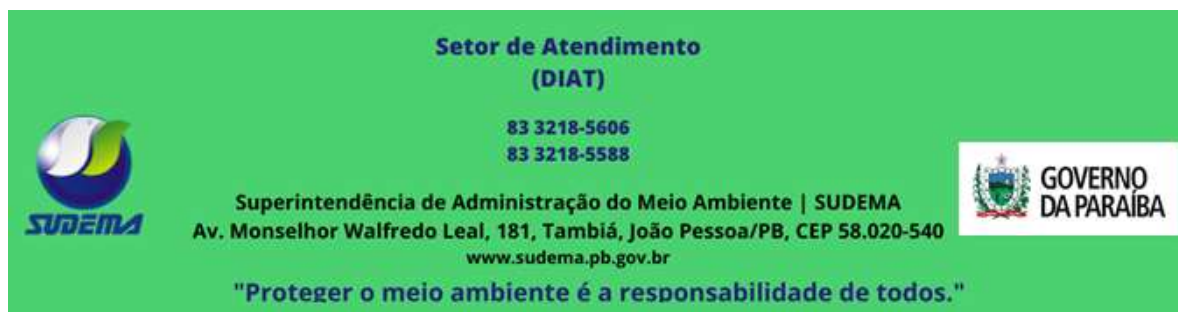 Setor de Atendimento
(DIAT)
83 3218-5606
83 3218-5588
SUDEMA
Superintendência de Administração do Meio Ambiente | SUDEMA
Av. Monselhor Walfredo Leal, 181, Tambiá, João Pessoa/PB, CEP 58.020-540
www.sudema.pb.gov.br
GOVERNO
DA PARAÍBA
"Proteger o meio ambiente é a responsabilidade de todos."